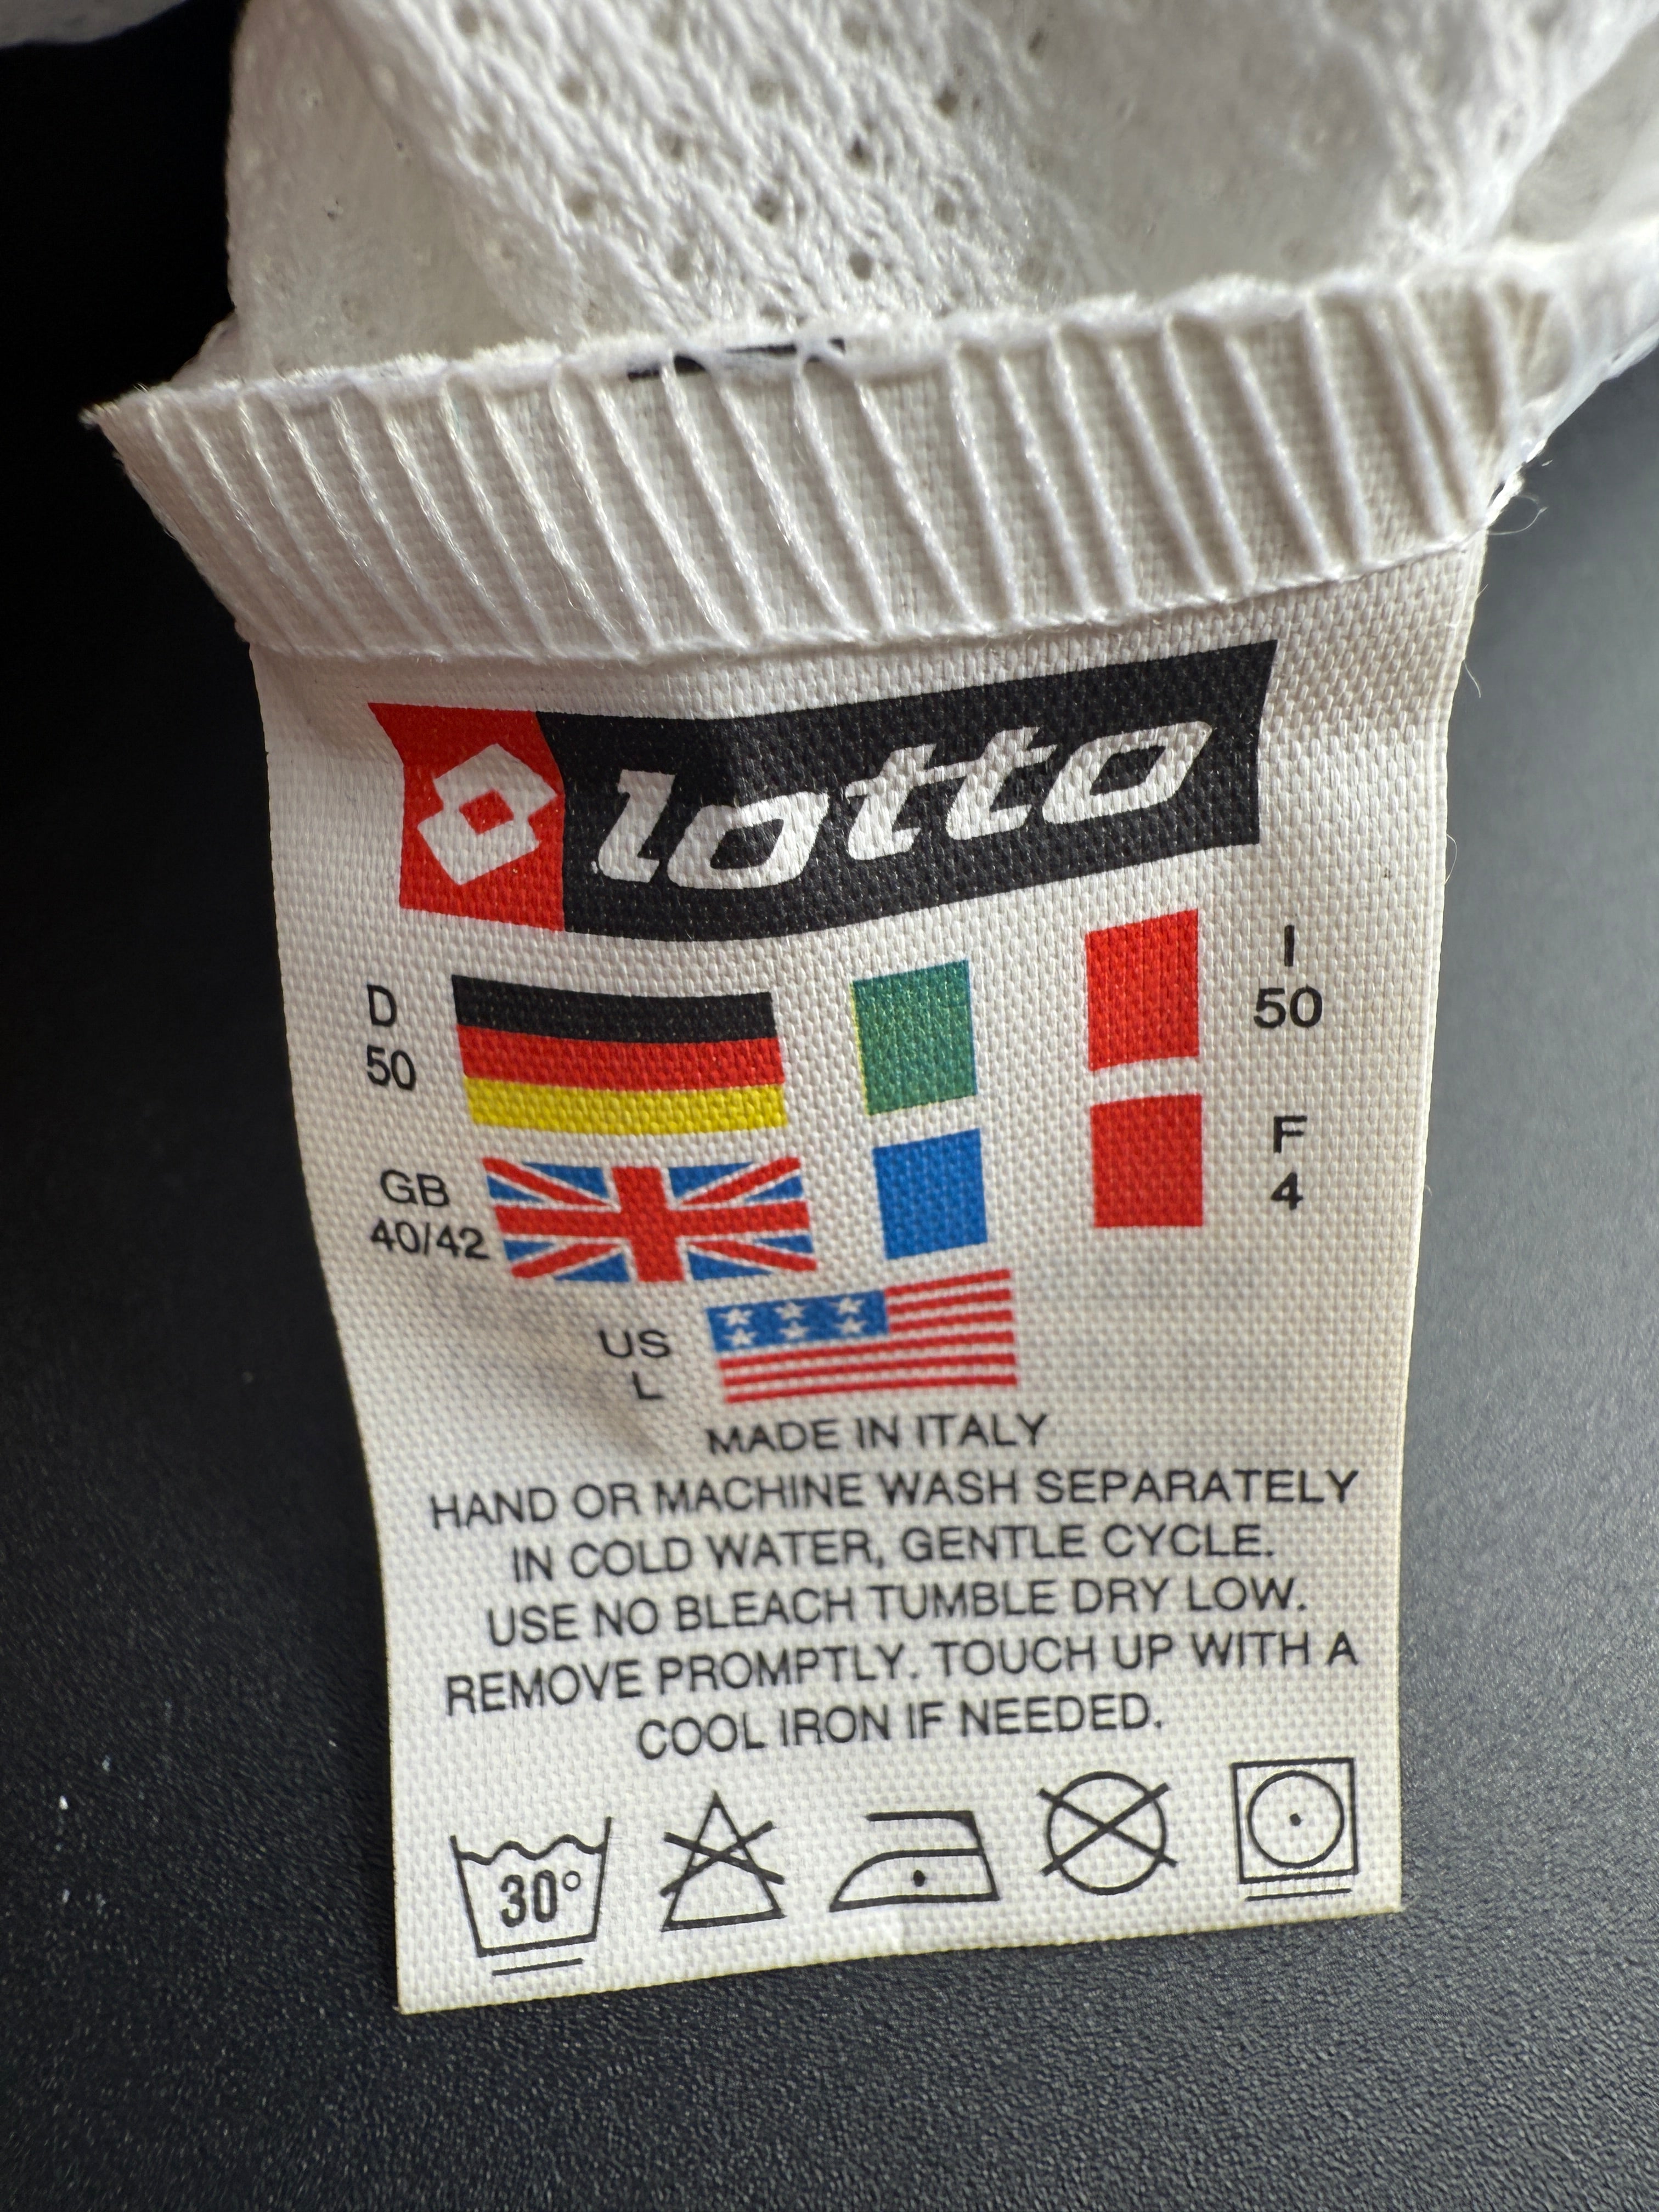 lotto
D
50
I
50
GB
40/42
F
4
US
L
MADE IN ITALY
HAND OR MACHINE WASH SEPARATELY
IN COLD WATER, GENTLE CYCLE.
USE NO BLEACH TUMBLE DRY LOW.
REMOVE PROMPTLY. TOUCH UP WITH A
COOL IRON IF NEEDED.
30°